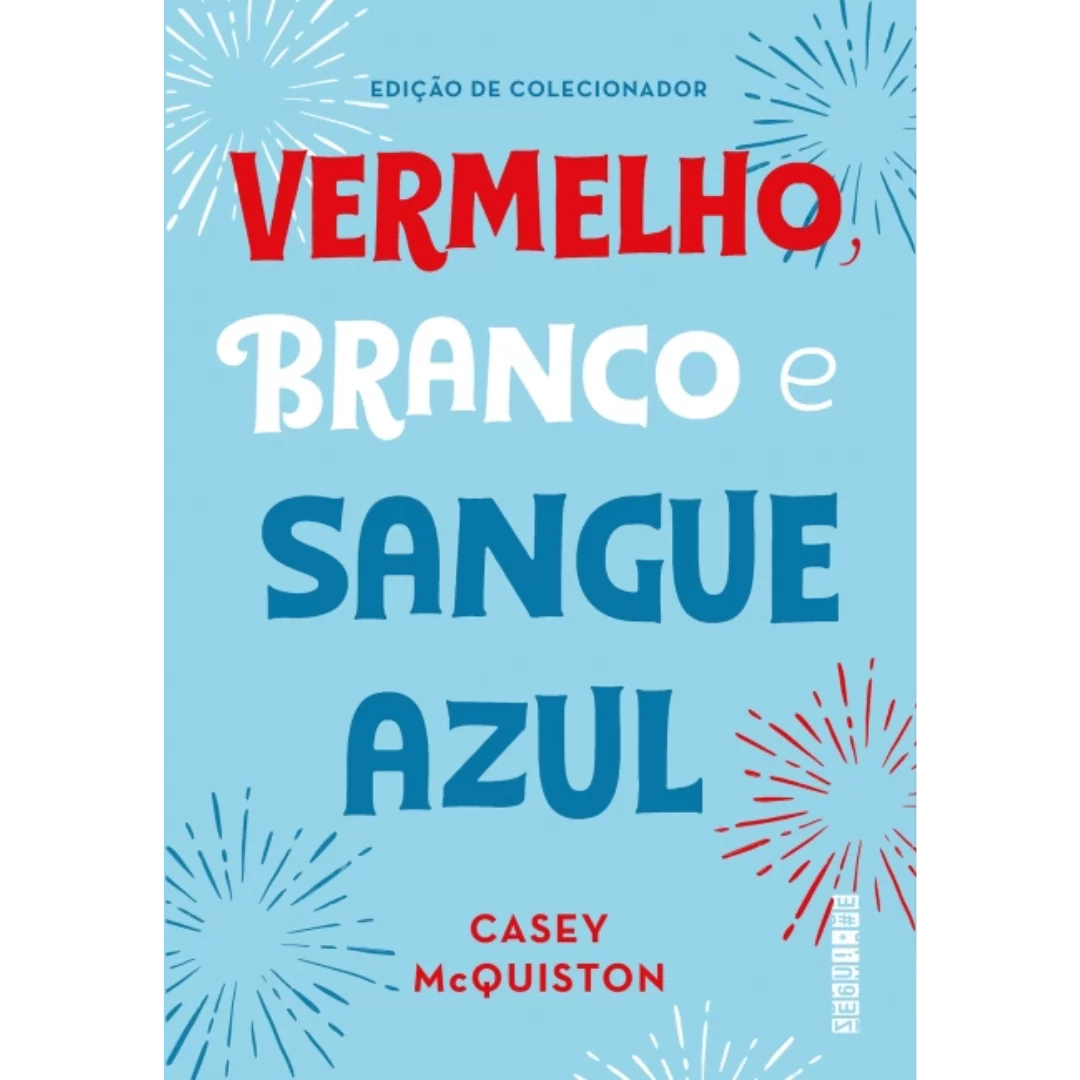 EDIÇÃO DE COLECIONADOR
VERMELHO,
BRANCO e
SANGUE
AZUL
CASEY
McQUISTON